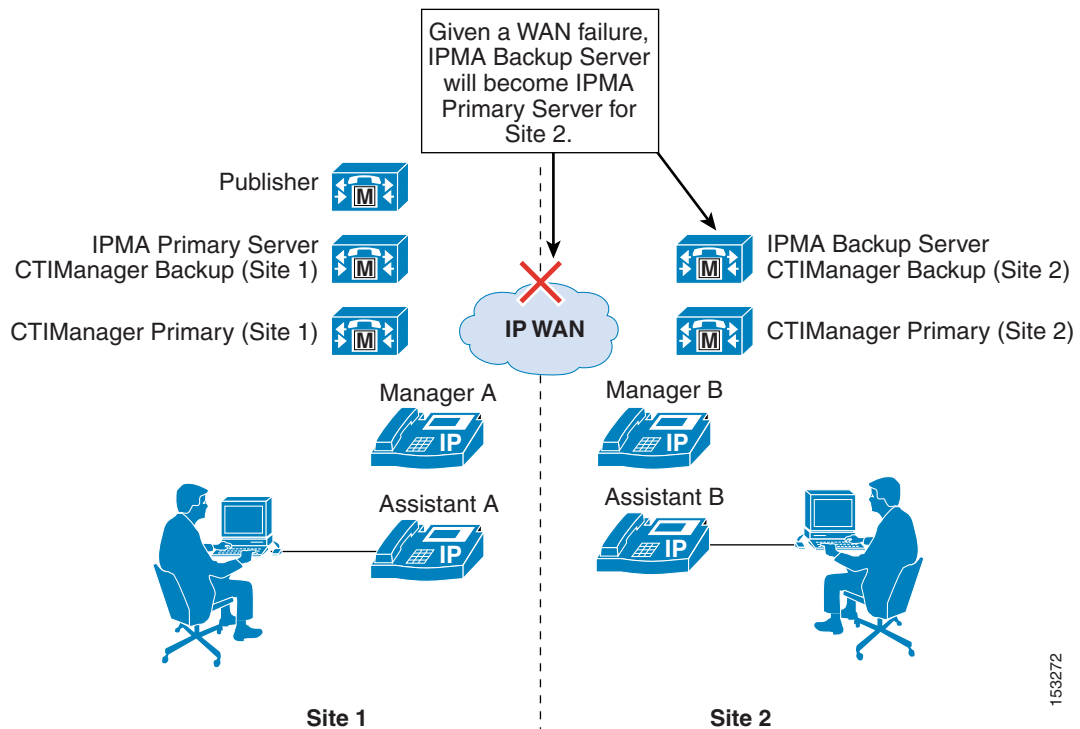 Given a WAN failure,
IPMA Backup Server
will become IPMA
Primary Server for
Site 2.
Publisher
M
IPMA Primary Server
CTIManager Backup (Site 1)
M
IPMA Backup Server
CTIManager Backup (Site 2)
M
CTIManager Primary (Site 1)
M
IP WAN
CTIManager Primary (Site 2)
M
Manager A
IP
Manager B
IP
Assistant A
IP
Assistant B
IP
Site 1
Site 2
153272